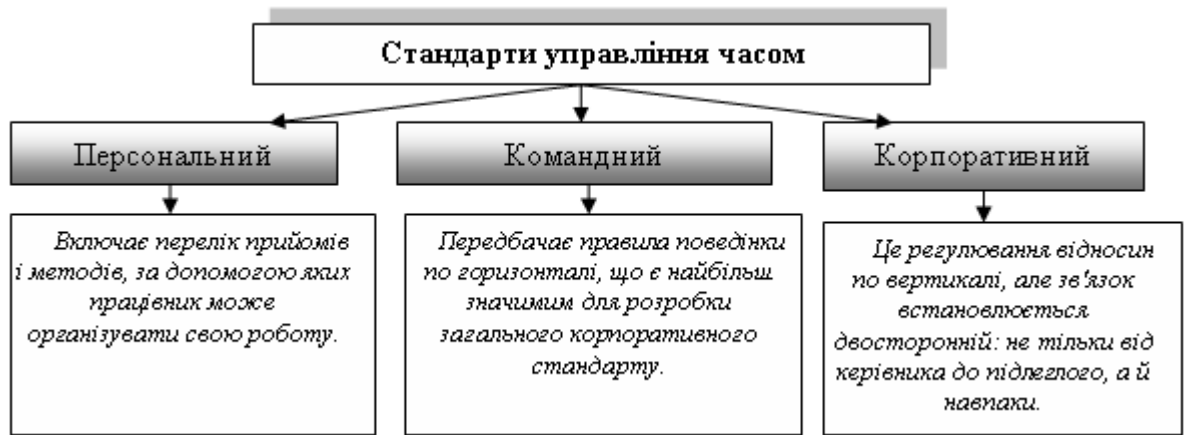 Стандарти управління часом
Персональний
Командний
Корпоративний
Включає перелік прийомів
і методів, за допомогою яких
працівник може
організувати свою роботу.
Передбачає правила поведінки
по горизонталі, що є найбільш
значимим для розробки
загального корпоративного
стандарту.
Це регулювання відносин
по вертикалі, але зв'язок
встановлюється
двосторонній: не тільки від
керівника до підлеглого, а й
навпаки.